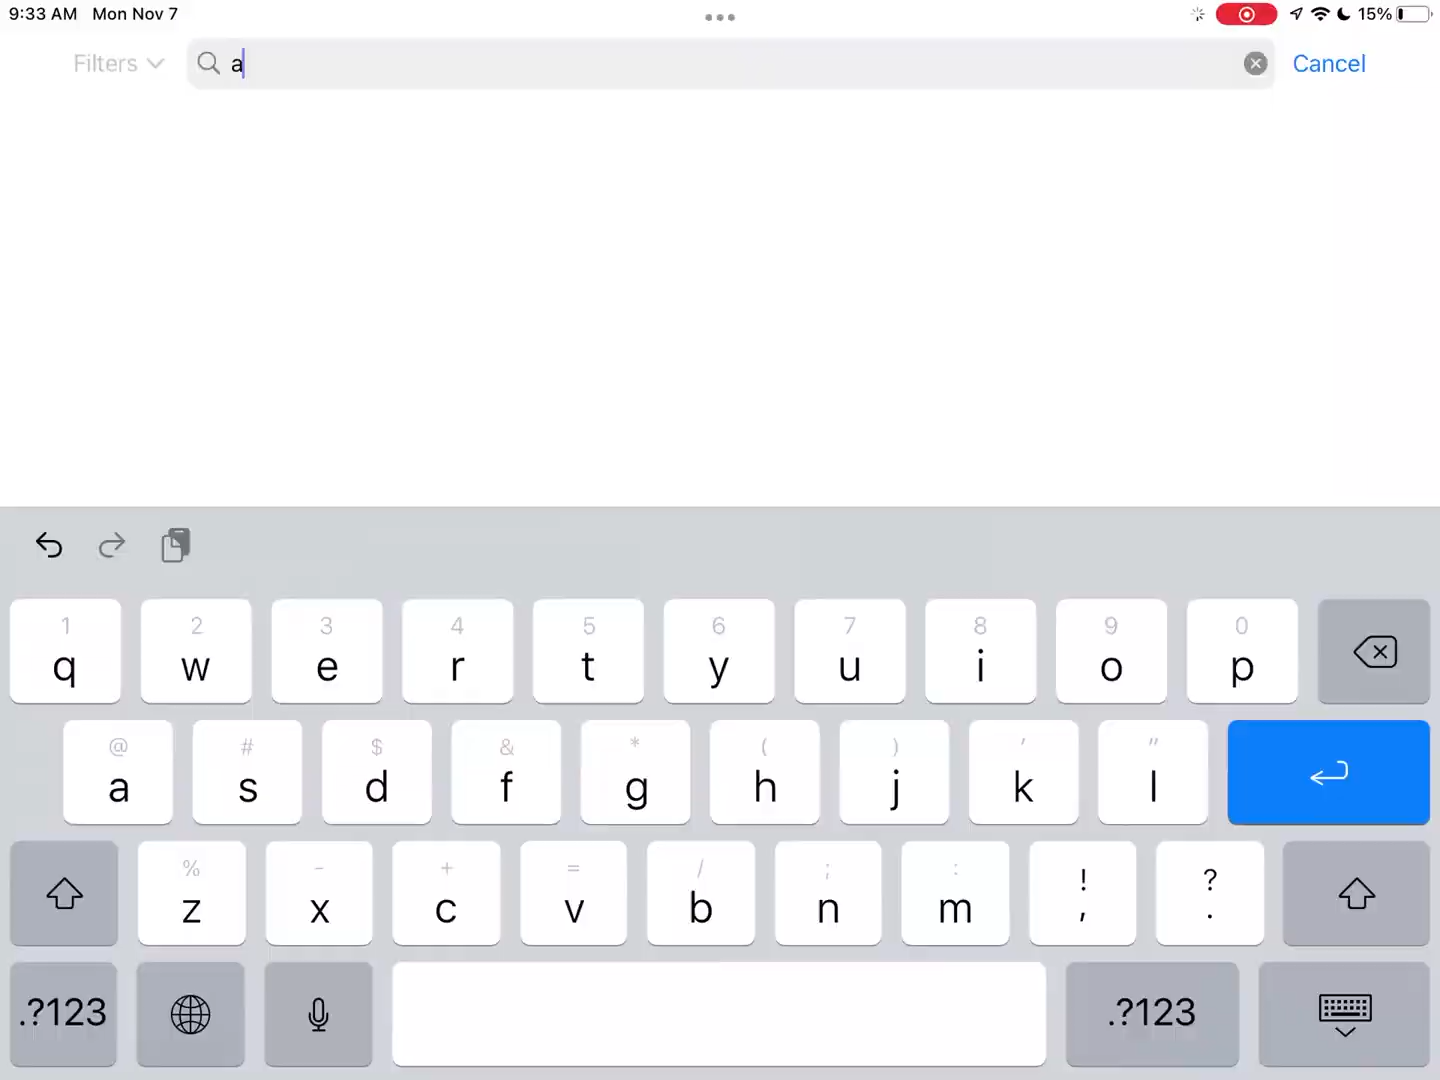 9:33 AM Mon Nov 7
15%
Filters
a
Cancel
1 2 3 4 5 6 7 8 9 0
q w e r t y u i o p
@ # $ & * ( ) ' "
a s d f g h j k l
% - + = / ; : ! ?
z x c v b n m , .
.?123 .?123